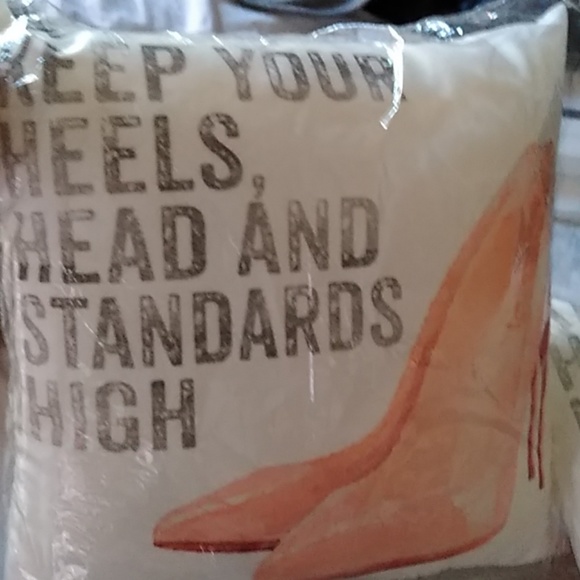 KEEP YOUR
HEELS,
HEAD AND
STANDARDS
HIGH